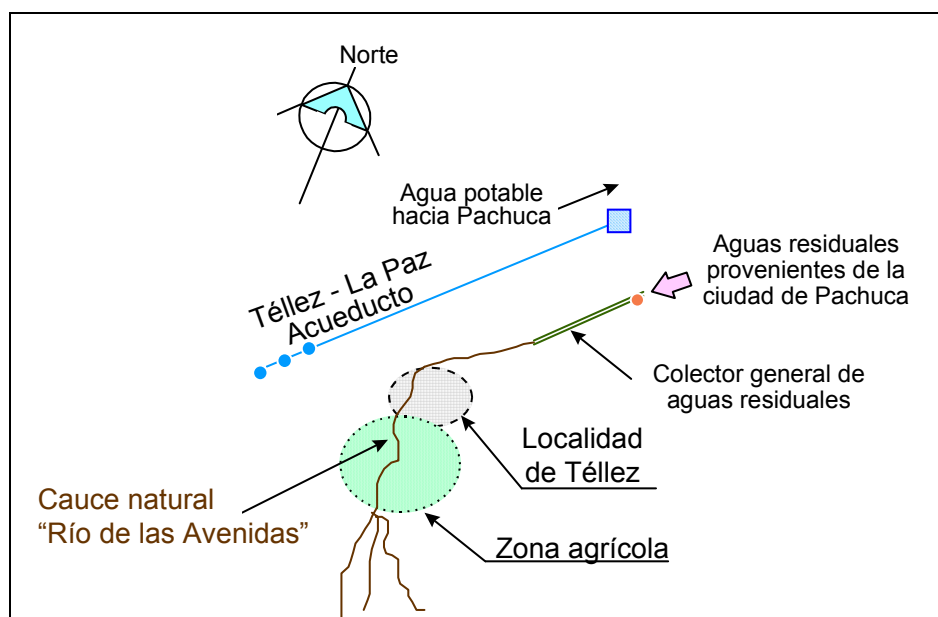 Norte
Agua potable
hacia Pachuca
Aguas residuales
provenientes de la
ciudad de Pachuca
Téllez - La Paz
Acueducto
Colector general de
aguas residuales
Localidad
de Téllez
Cauce natural
“Río de las Avenidas”
Zona agrícola